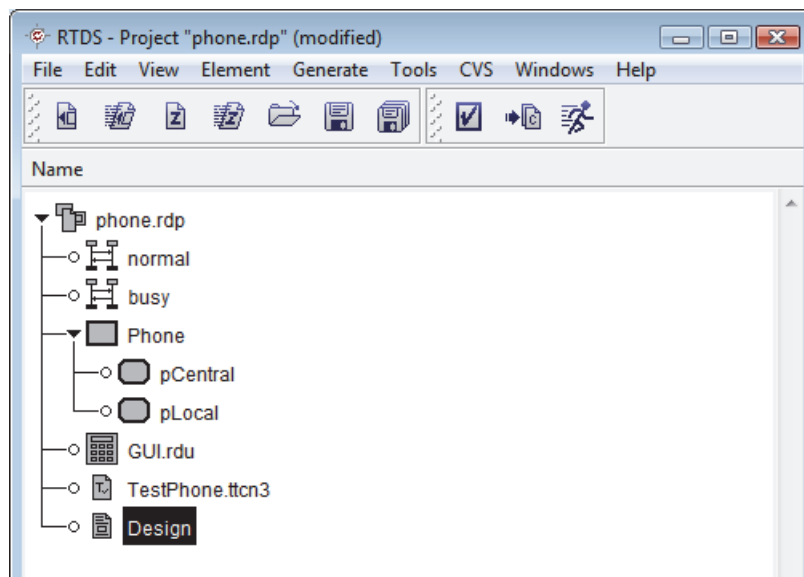 RTDS - Project "phone.rdp" (modified)
File Edit View Element Generate Tools CVS Windows Help
Name
phone.rdp
normal
busy
Phone
pCentral
pLocal
GUI.rdu
TestPhone.ttcn3
Design